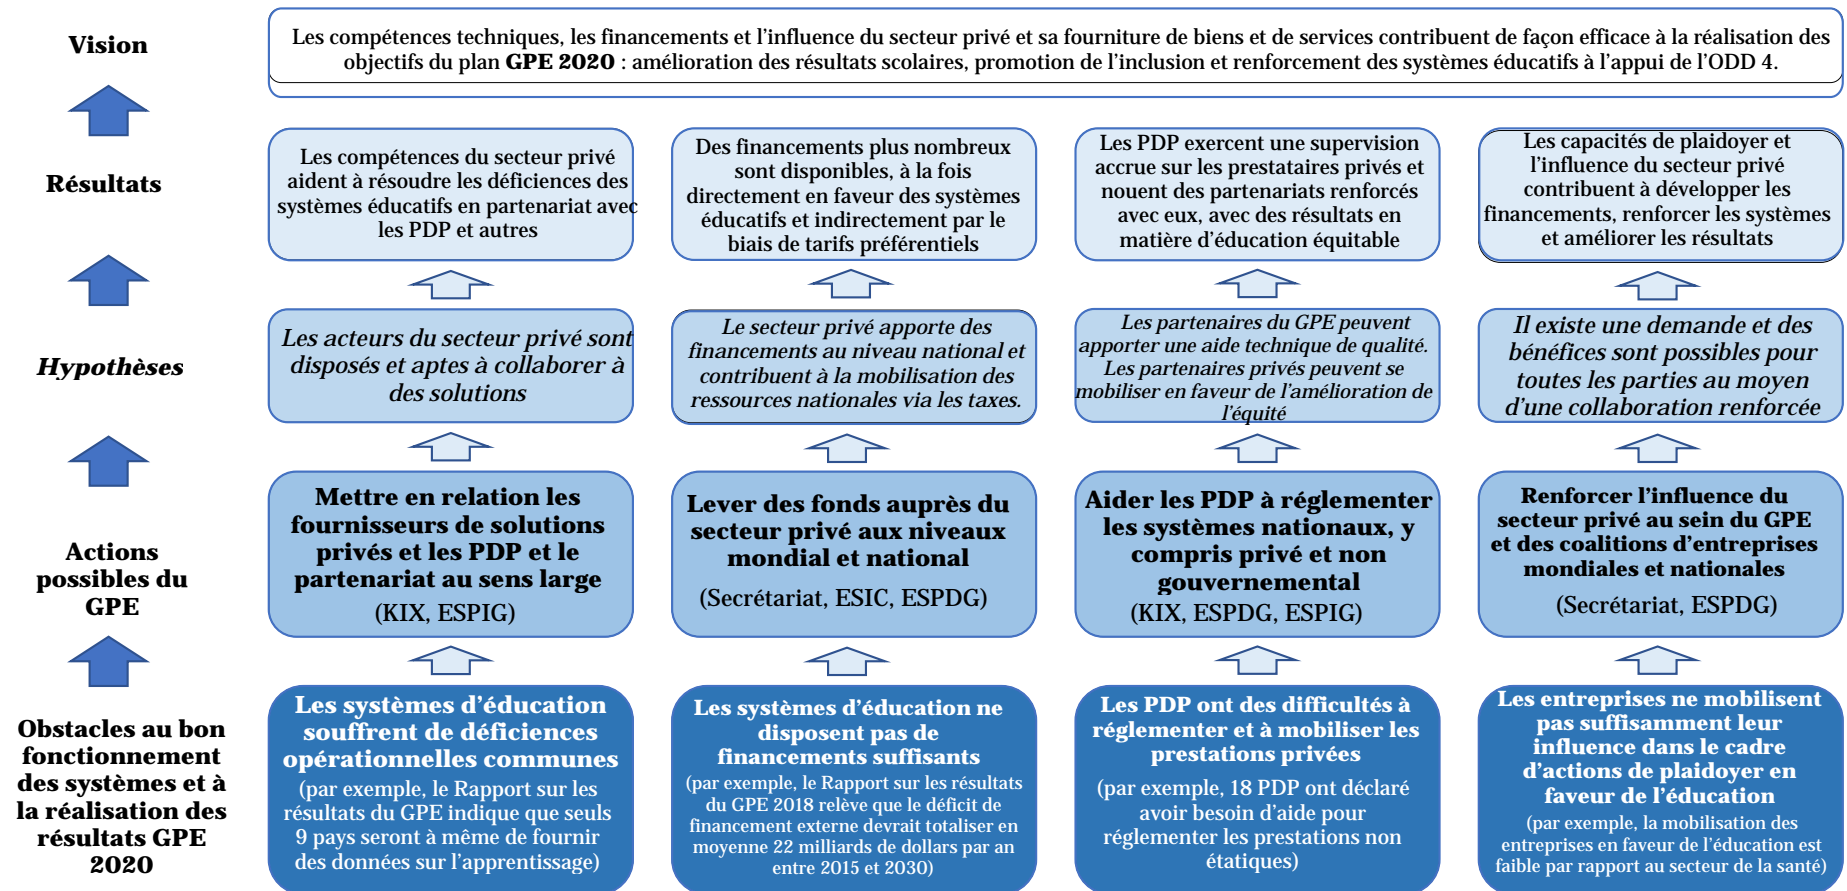 Vision
Les compétences techniques, les financements et l'influence du secteur privé et sa fourniture de biens et de services contribuent de façon efficace à la réalisation des
objectifs du plan GPE 2020 : amélioration des résultats scolaires, promotion de l'inclusion et renforcement des systèmes éducatifs à l'appui de l'ODD 4.
Résultats
Les compétences du secteur privé
aident à résoudre les déficiences des
systèmes éducatifs en partenariat avec
les PDP et autres
Des financements plus nombreux
sont disponibles, à la fois
directement en faveur des systèmes
éducatifs et indirectement par le
biais de tarifs préférentiels
Les PDP exercent une supervision
accrue sur les prestataires privés et
nouent des partenariats renforcés
avec eux, avec des résultats en
matière d'éducation équitable
Les capacités de plaidoyer et
l'influence du secteur privé
contribuent à développer les
financements, renforcer les systèmes
et améliorer les résultats
Hypothèses
Les acteurs du secteur privé sont
disposés et aptes à collaborer à
des solutions
Le secteur privé apporte des
financements au niveau national et
contribue à la mobilisation des
ressources nationales via les taxes.
Les partenaires du GPE peuvent
apporter une aide technique de qualité.
Les partenaires privés peuvent se
mobiliser en faveur de l'amélioration de
l'équité
Il existe une demande et des
bénéfices sont possibles pour
toutes les parties au moyen
d'une collaboration renforcée
Actions
possibles du
GPE
Mettre en relation les
fournisseurs de solutions
privés et les PDP et le
partenariat au sens large
(KIX, ESPIG)
Lever des fonds auprès du
secteur privé aux niveaux
mondial et national
(Secrétariat, ESIC, ESPDG)
Aider les PDP à réglementer
les systèmes nationaux, y
compris privé et non
gouvernemental
(KIX, ESPDG, ESPIG)
Renforcer l'influence du
secteur privé au sein du GPE
et des coalitions d'entreprises
mondiales et nationales
(Secrétariat, ESPDG)
Obstacles au bon
fonctionnement
des systèmes et à
la réalisation des
résultats GPE
2020
Les systèmes d'éducation
souffrent de déficiences
opérationnelles communes
(par exemple, le Rapport sur les
résultats du GPE indique que seuls
9 pays seront à même de fournir
des données sur l'apprentissage)
Les systèmes d'éducation ne
disposent pas de
financements suffisants
(par exemple, le Rapport sur les résultats
du GPE 2018 relève que le déficit de
financement externe devrait totaliser en
moyenne 22 milliards de dollars par an
entre 2015 et 2030)
Les PDP ont des difficultés à
réglementer et à mobiliser les
prestations privées
(par exemple, 18 PDP ont déclaré
avoir besoin d'aide pour
réglementer les prestations non
étatiques)
Les entreprises ne mobilisent
pas suffisamment leur
influence dans le cadre
d'actions de plaidoyer en
faveur de l'éducation
(par exemple, la mobilisation des
entreprises en faveur de l'éducation est
faible par rapport au secteur de la santé)